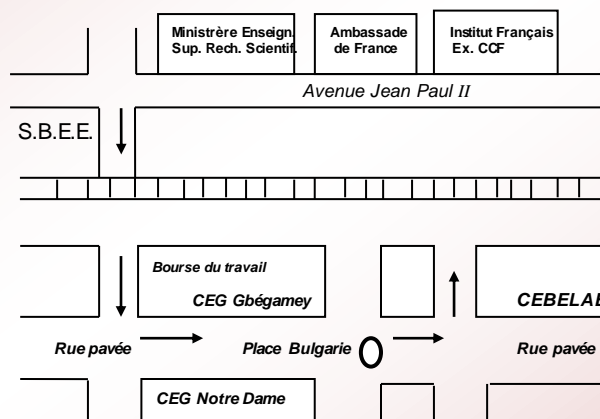 Ministrère Enseign.
Sup. Rech. Scientif.
Ambassade
de France
Institut Français
Ex. CCF
Avenue Jean Paul II
S.B.E.E.
Bourse du travail
CEG Gbégamey
CEBELAE
Rue pavée
Place Bulgarie
Rue pavée
CEG Notre Dame